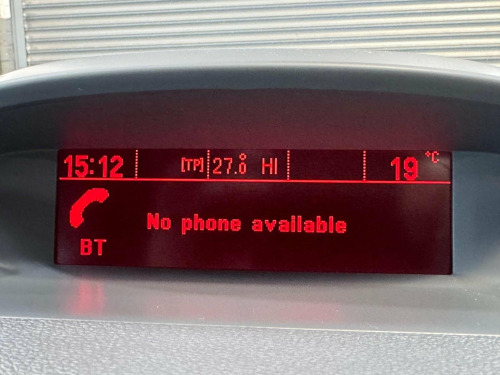 15:12 [TP] 27.0 HI 19 °C
No phone available
BT